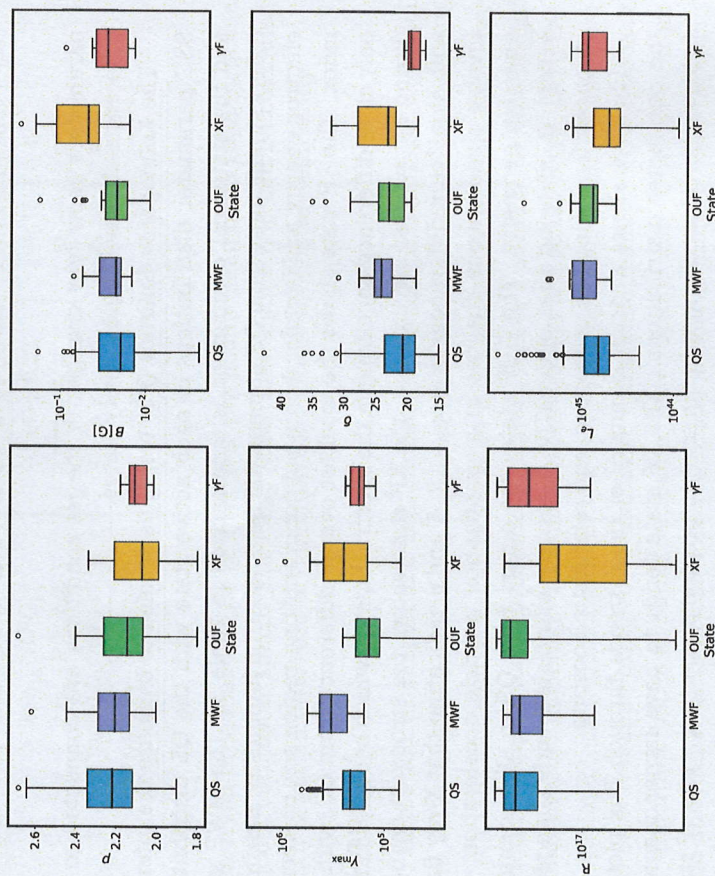 2.6
2.4
2.2
2.0
1.8
p
QS MWF OUF XF γF
State
10⁻¹
10⁻²
B[G]
QS MWF OUF XF γF
State
10⁶
10⁵
γmax
QS MWF OUF XF γF
State
40
35
30
25
20
15
δ
QS MWF OUF XF γF
State
10¹⁷
R
QS MWF OUF XF γF
State
10⁴⁵
10⁴⁴
Lₑ
QS MWF OUF XF γF
State